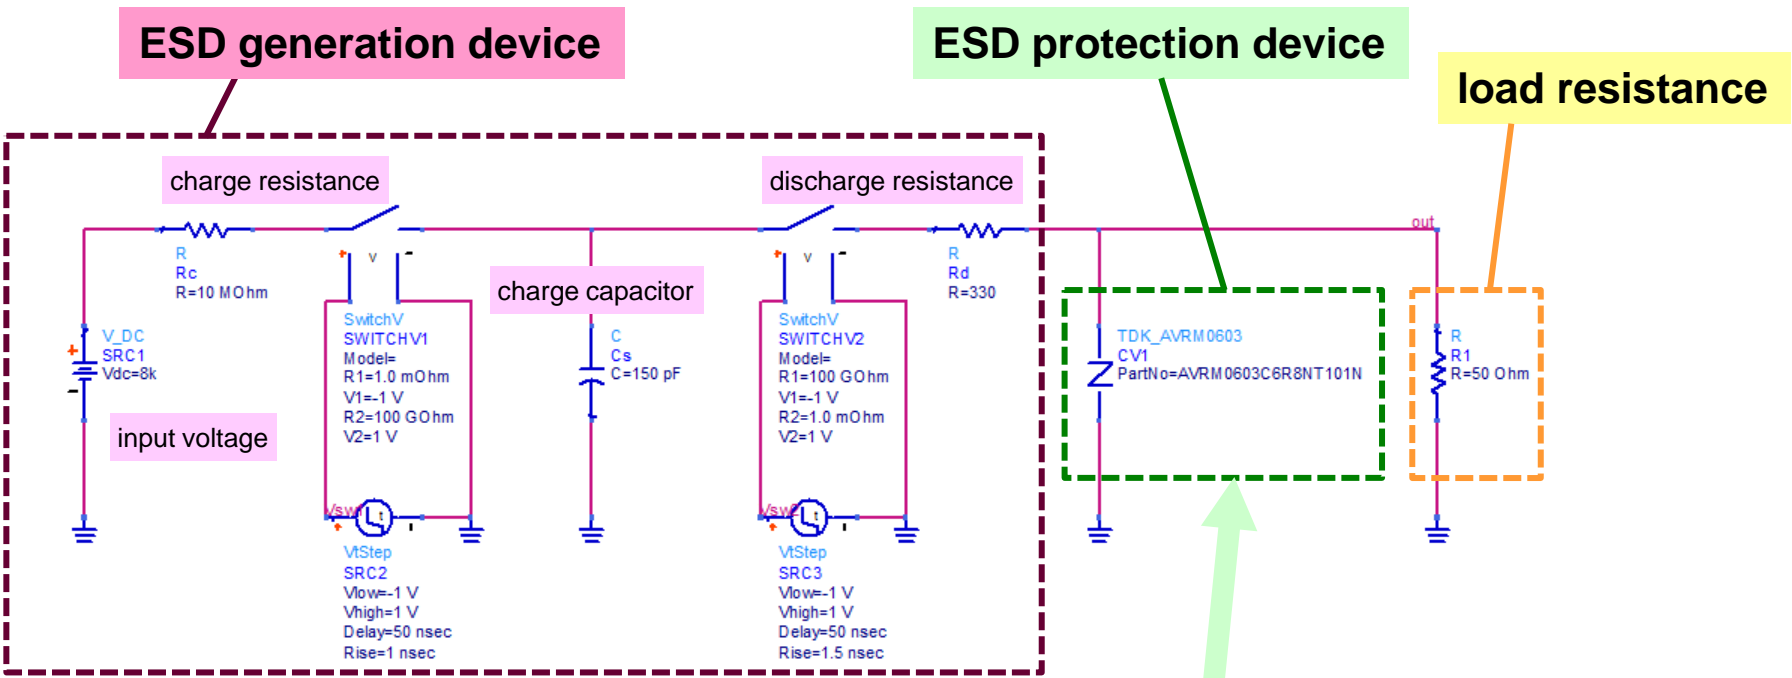 ESD generation device
ESD protection device
load resistance
charge resistance
discharge resistance
out
R
Rc
R=10 MOhm
+ v -
charge capacitor
+ v -
R
Rd
R=330
V_DC
SRC1
Vdc=8k
+
-
input voltage
SwitchV
SWITCHV1
Model=
R1=1.0 mOhm
V1=-1 V
R2=100 GOhm
V2=1 V
C
Cs
C=150 pF
SwitchV
SWITCHV2
Model=
R1=100 GOhm
V1=-1 V
R2=1.0 mOhm
V2=1 V
TDK_AVRM0603
CV1
PartNo=AVRM0603C6R8NT101N
R
R1
R=50 Ohm
Vsw1
t
Vsw2
t
VtStep
SRC2
Vlow=-1 V
Vhigh=1 V
Delay=50 nsec
Rise=1 nsec
VtStep
SRC3
Vlow=-1 V
Vhigh=1 V
Delay=50 nsec
Rise=1.5 nsec